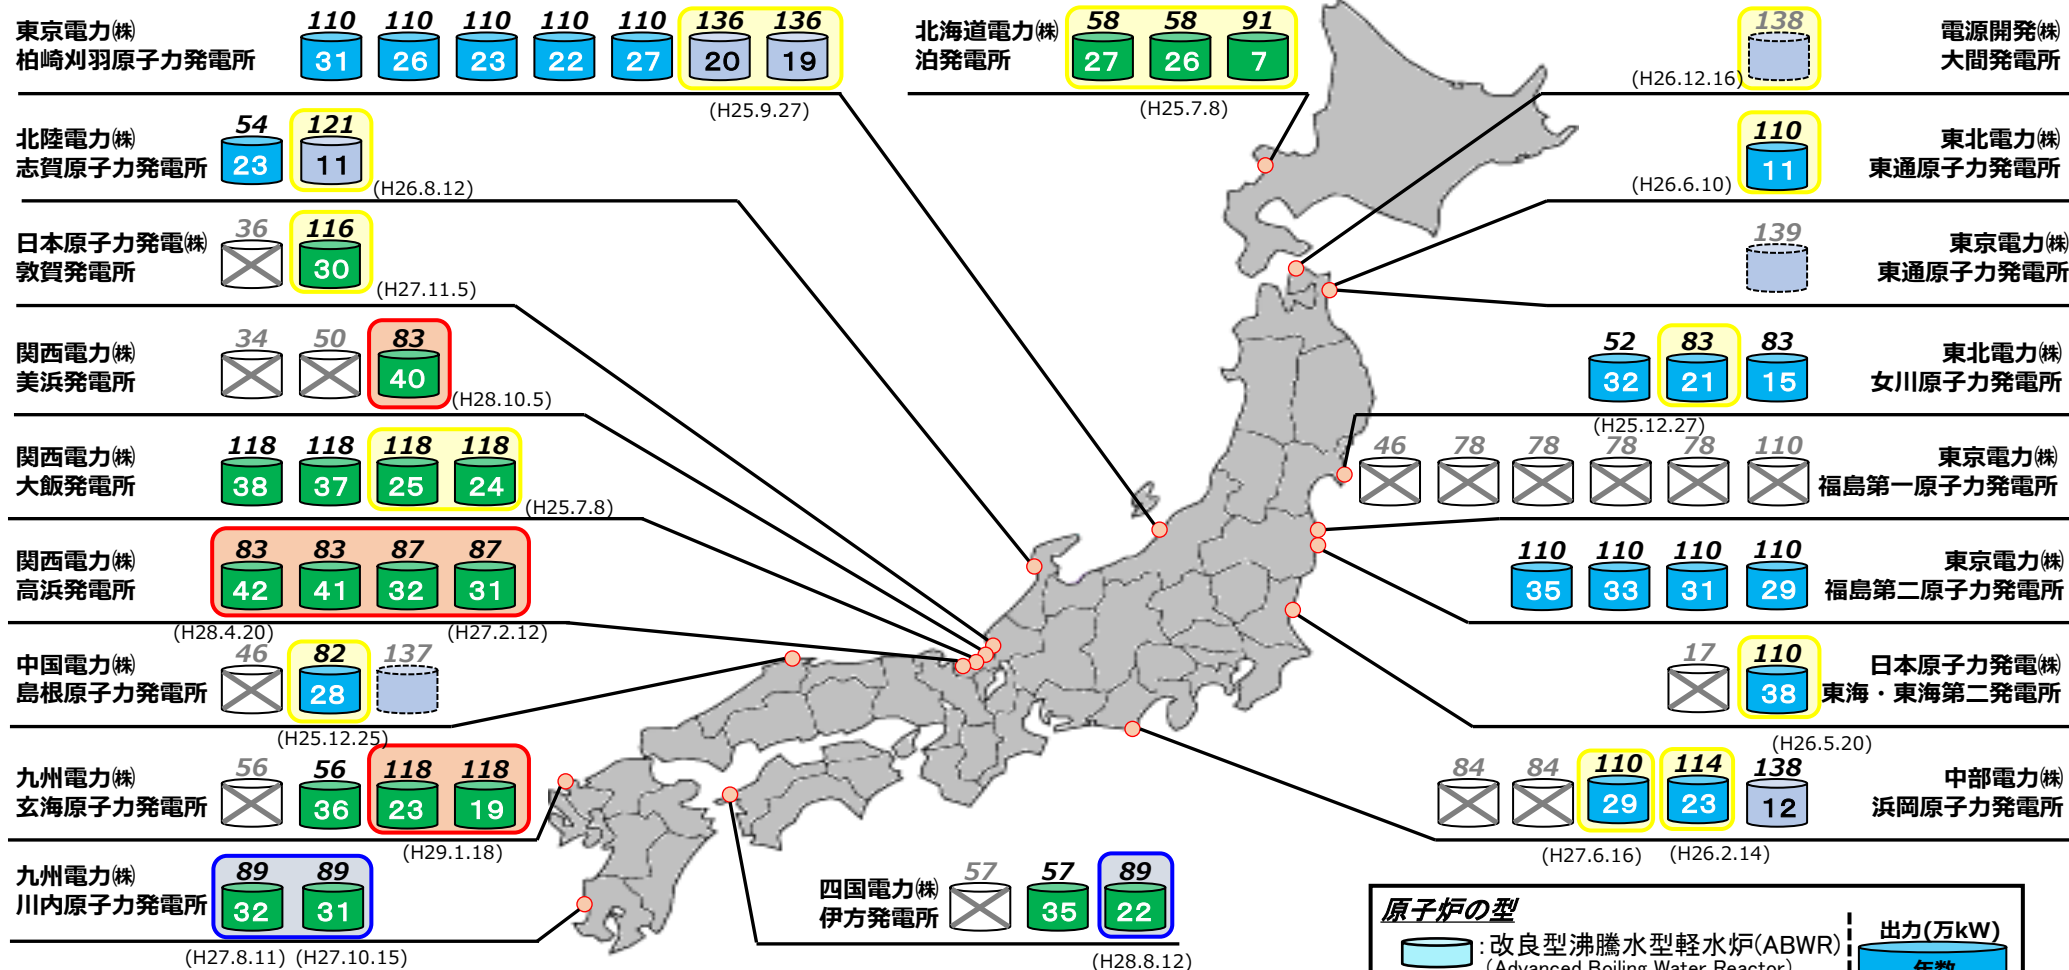 東京電力㈱
柏崎刈羽原子力発電所
110 110 110 110 110 136 136
31 26 23 22 27 20 19
(H25.9.27)
北海道電力㈱
泊発電所
58 58 91
27 26 7
(H25.7.8)
138
電源開発㈱
大間発電所
(H26.12.16)
北陸電力㈱
志賀原子力発電所
54 121
23 11
(H26.8.12)
110
11
東北電力㈱
東通原子力発電所
(H26.6.10)
日本原子力発電㈱
敦賀発電所
36 116
30
(H27.11.5)
139
東京電力㈱
東通原子力発電所
関西電力㈱
美浜発電所
34 50 83
40
(H28.10.5)
52 83 83
32 21 15
東北電力㈱
女川原子力発電所
(H25.12.27)
関西電力㈱
大飯発電所
118 118 118 118
38 37 25 24
(H25.7.8)
46 78 78 78 78 110
東京電力㈱
福島第一原子力発電所
関西電力㈱
高浜発電所
83 83 87 87
42 41 32 31
(H28.4.20) (H27.2.12)
110 110 110 110
35 33 31 29
東京電力㈱
福島第二原子力発電所
中国電力㈱
島根原子力発電所
46 82 137
28
(H25.12.25)
17 110
38
日本原子力発電㈱
東海・東海第二発電所
(H26.5.20)
九州電力㈱
玄海原子力発電所
56 56 118 118
36 23 19
(H29.1.18)
84 84 110 114 138
29 23 12
中部電力㈱
浜岡原子力発電所
(H27.6.16) (H26.2.14)
九州電力㈱
川内原子力発電所
89 89
32 31
(H27.8.11) (H27.10.15)
四国電力㈱
伊方発電所
57 57 89
35 22
(H28.8.12)
原子炉の型
:改良型沸騰水型軽水炉(ABWR)
(Advanced Boiling Water Reactor)
出力(万kW)
年数